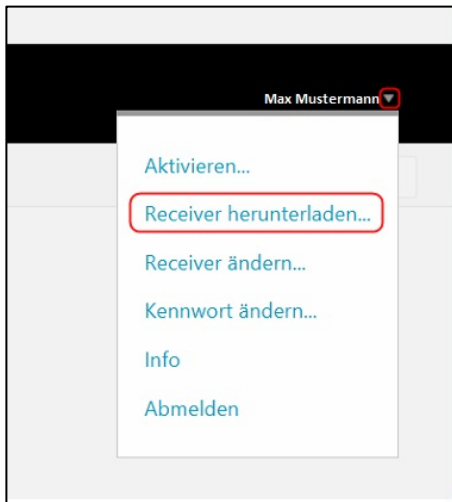 Max Mustermann
Aktivieren...
Receiver herunterladen...
Receiver ändern...
Kennwort ändern...
Info
Abmelden